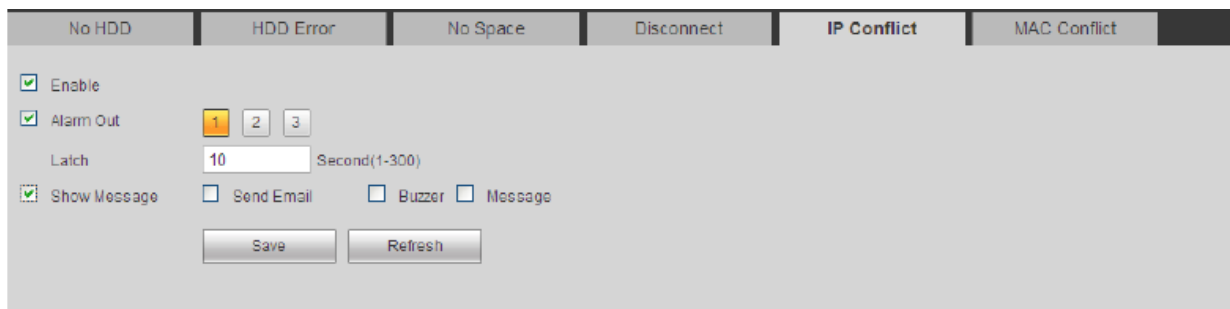 No HDD HDD Error No Space Disconnect IP Conflict MAC Conflict
Enable
Alarm Out 1 2 3
Latch 10 Second(1-300)
Show Message Send Email Buzzer Message
Save Refresh